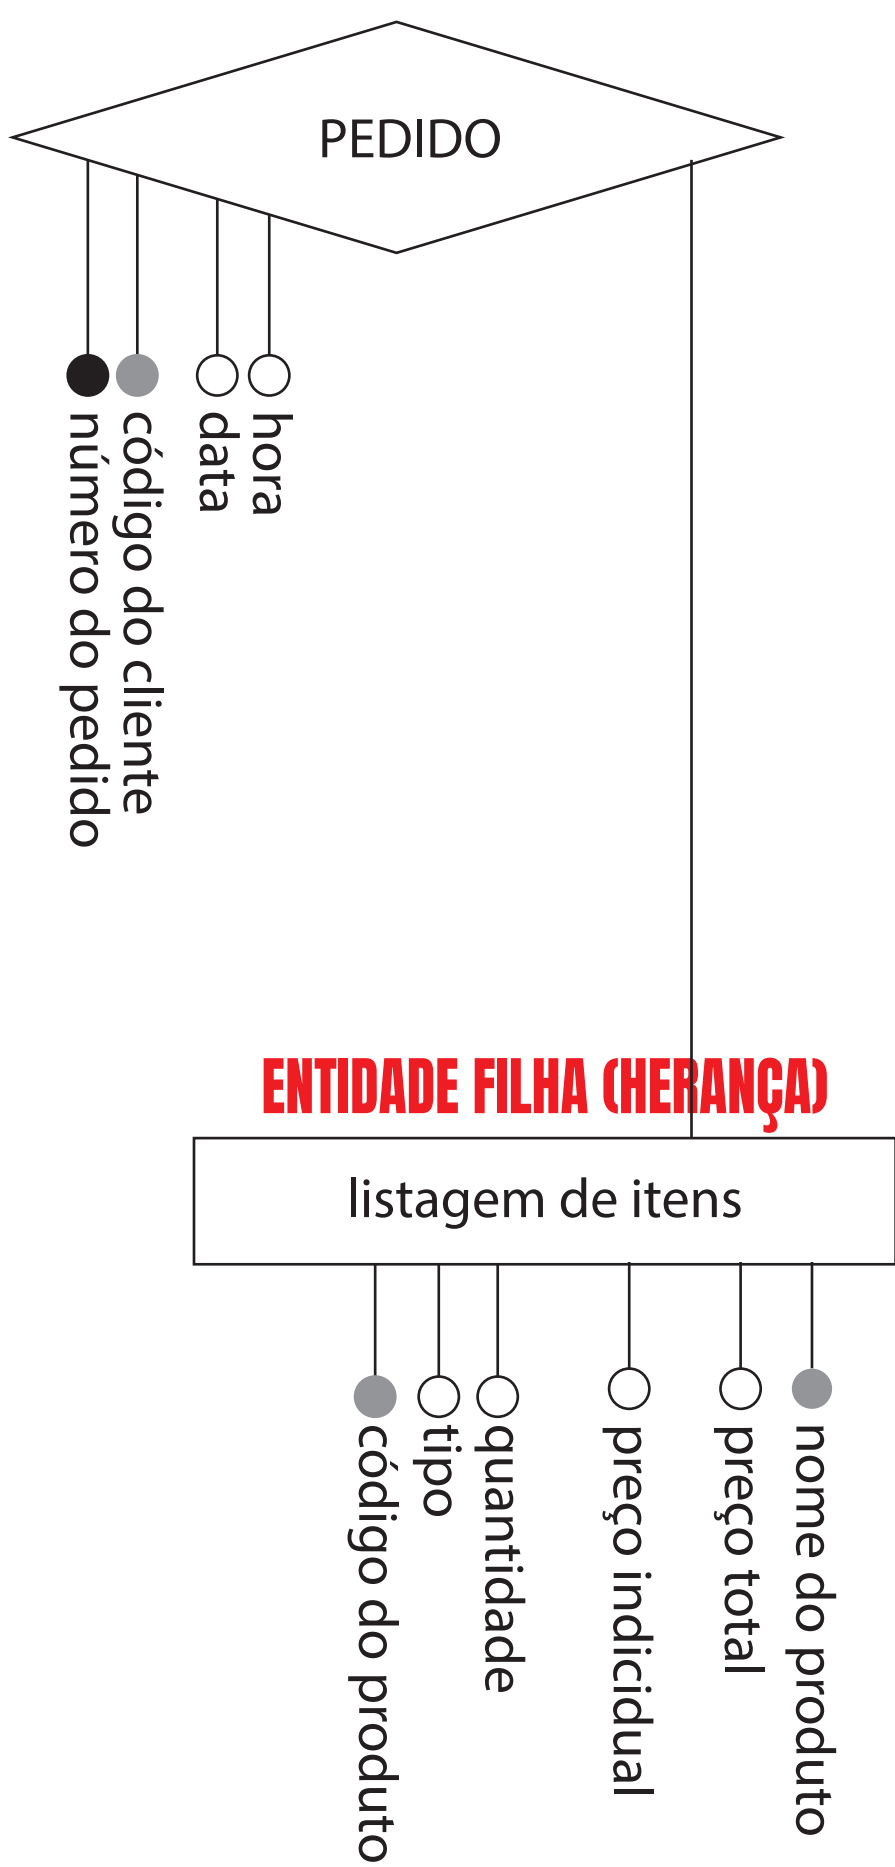 PEDIDO
número do pedido
código do cliente
data
hora
ENTIDADE FILHA (HERANÇA)
listagem de itens
código do produto
tipo
quantidade
preço indicidual
preço total
nome do produto